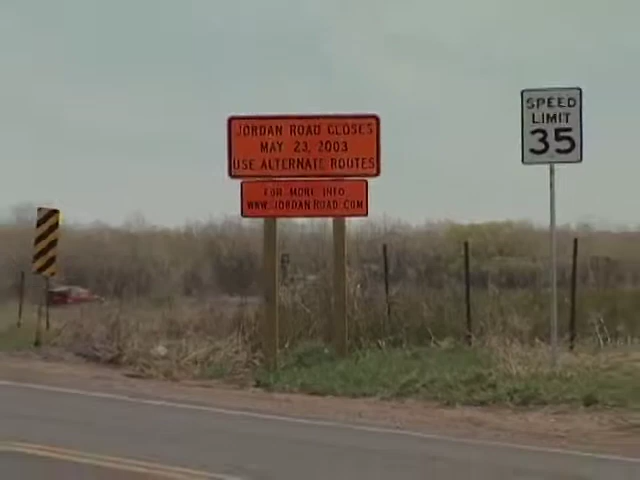 JORDAN ROAD CLOSES
MAY 23, 2003
USE ALTERNATE ROUTES
FOR MORE INFO
WWW.JORDANROAD.COM
SPEED
LIMIT
35